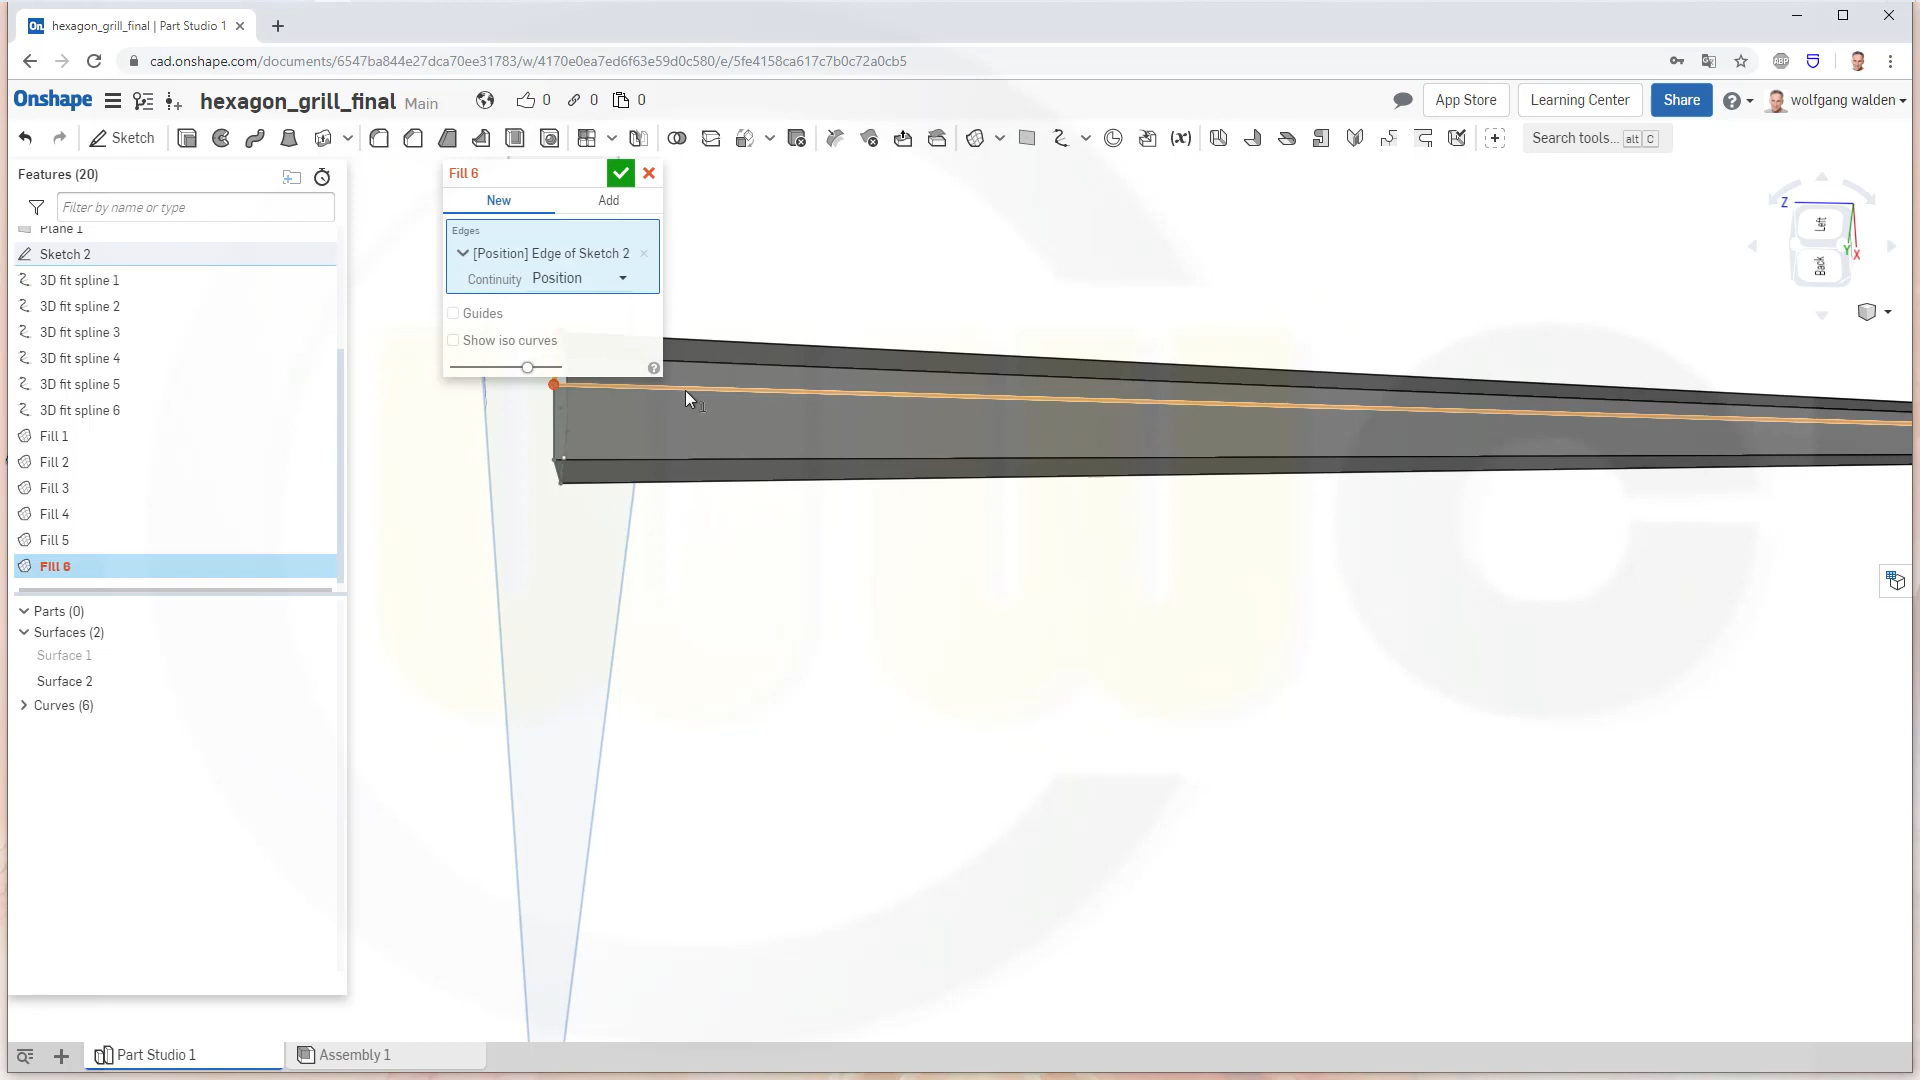 On hexagon_grill_final | Part Studio 1
cad.onshape.com/documents/6547ba844e27dca70ee31783/w/4170e0ea7ed6f63e59d0c580/e/5fe4158ca617c7b0c72a0cb5
ABP
Onshape hexagon_grill_final Main 0 0 0 App Store Learning Center Share wolfgang walden
Sketch (x) Search tools... alt C
Features (20)
Filter by name or type
Plane 1
Sketch 2
3D fit spline 1
3D fit spline 2
3D fit spline 3
3D fit spline 4
3D fit spline 5
3D fit spline 6
Fill 1
Fill 2
Fill 3
Fill 4
Fill 5
Fill 6
Parts (0)
Surfaces (2)
Surface 1
Surface 2
Curves (6)
Fill 6
New Add
Edges
[Position] Edge of Sketch 2
Continuity Position
Guides
Show iso curves
1
Z
Left
Y X
Back
Part Studio 1 Assembly 1